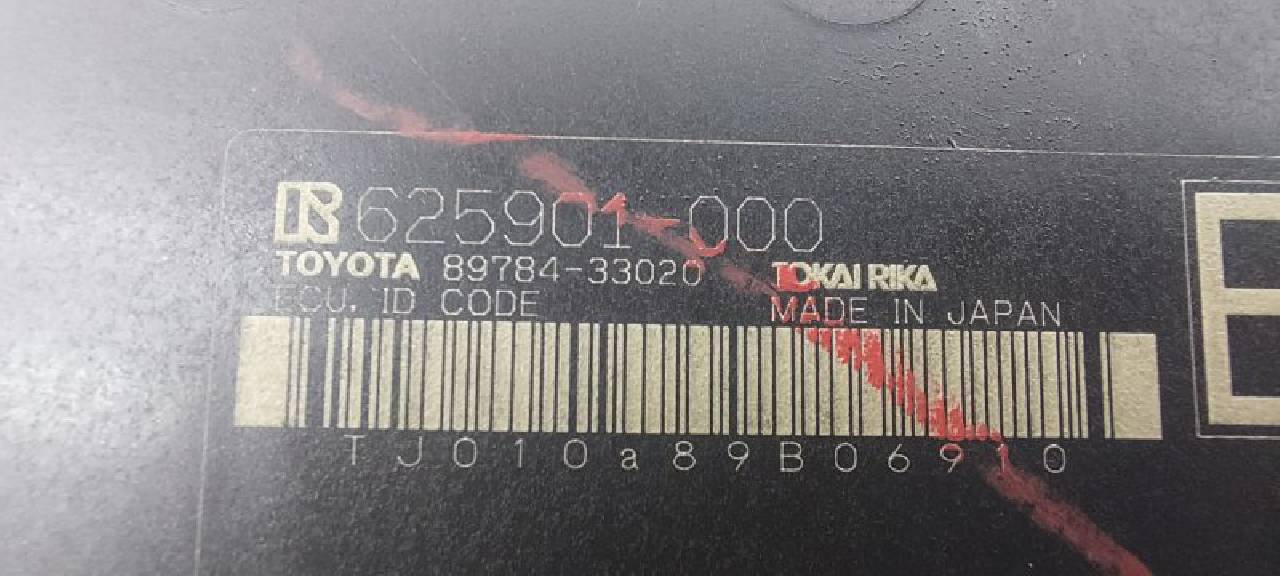 625901-000
TOYOTA 89784-33020 TOKAI RIKA
ECU. ID CODE MADE IN JAPAN
TJ010a89B06910
E